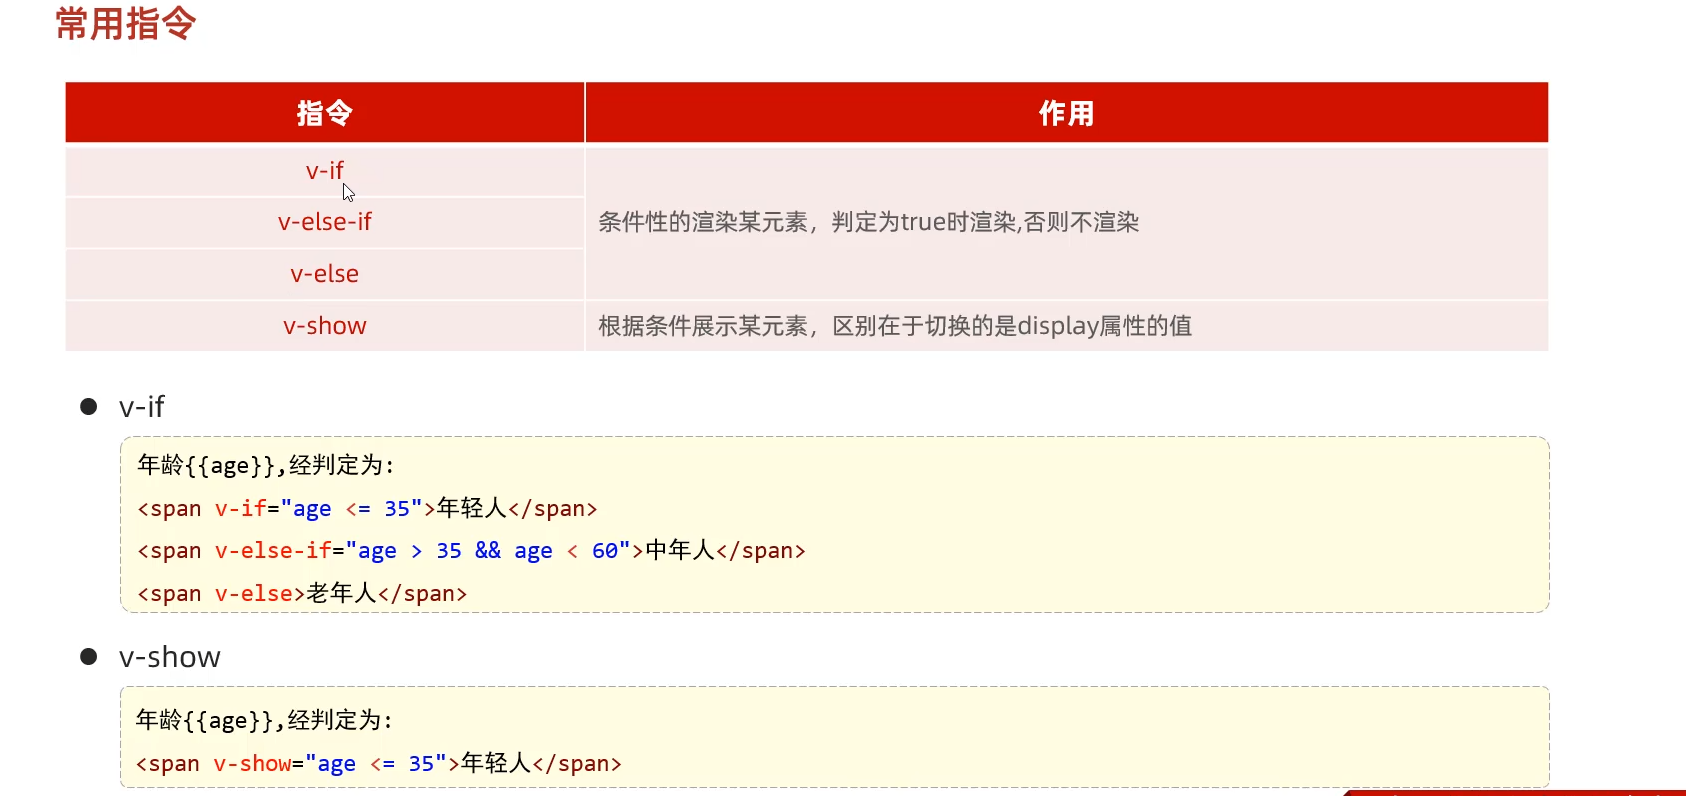 常用指令
指令 作用
v-if
v-else-if 条件性的渲染某元素，判定为true时渲染,否则不渲染
v-else
v-show 根据条件展示某元素，区别在于切换的是display属性的值
● v-if
年龄{{age}},经判定为:
<span v-if="age <= 35">年轻人</span>
<span v-else-if="age > 35 && age < 60">中年人</span>
<span v-else>老年人</span>
● v-show
年龄{{age}},经判定为:
<span v-show="age <= 35">年轻人</span>